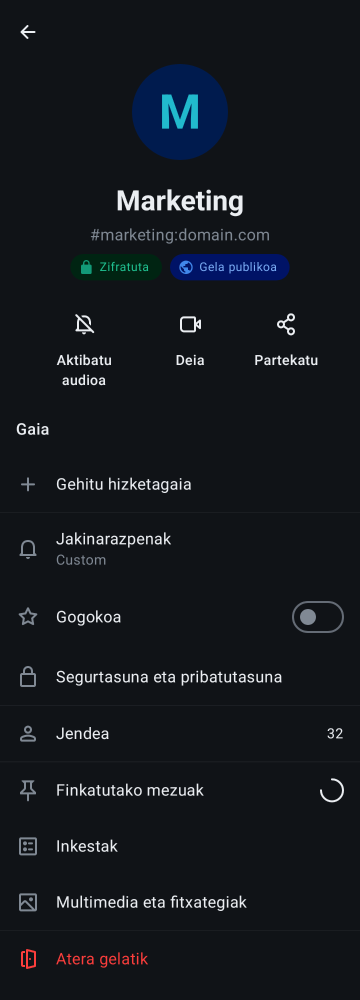 M
Marketing
#marketing:domain.com
Zifratuta
Gela publikoa
Aktibatu
audioa
Deia
Partekatu
Gaia
Gehitu hizketagaia
Jakinarazpenak
Custom
Gogokoa
Segurtasuna eta pribatutasuna
Jendea
32
Finkatutako mezuak
Inkestak
Multimedia eta fitxategiak
Atera gelatik